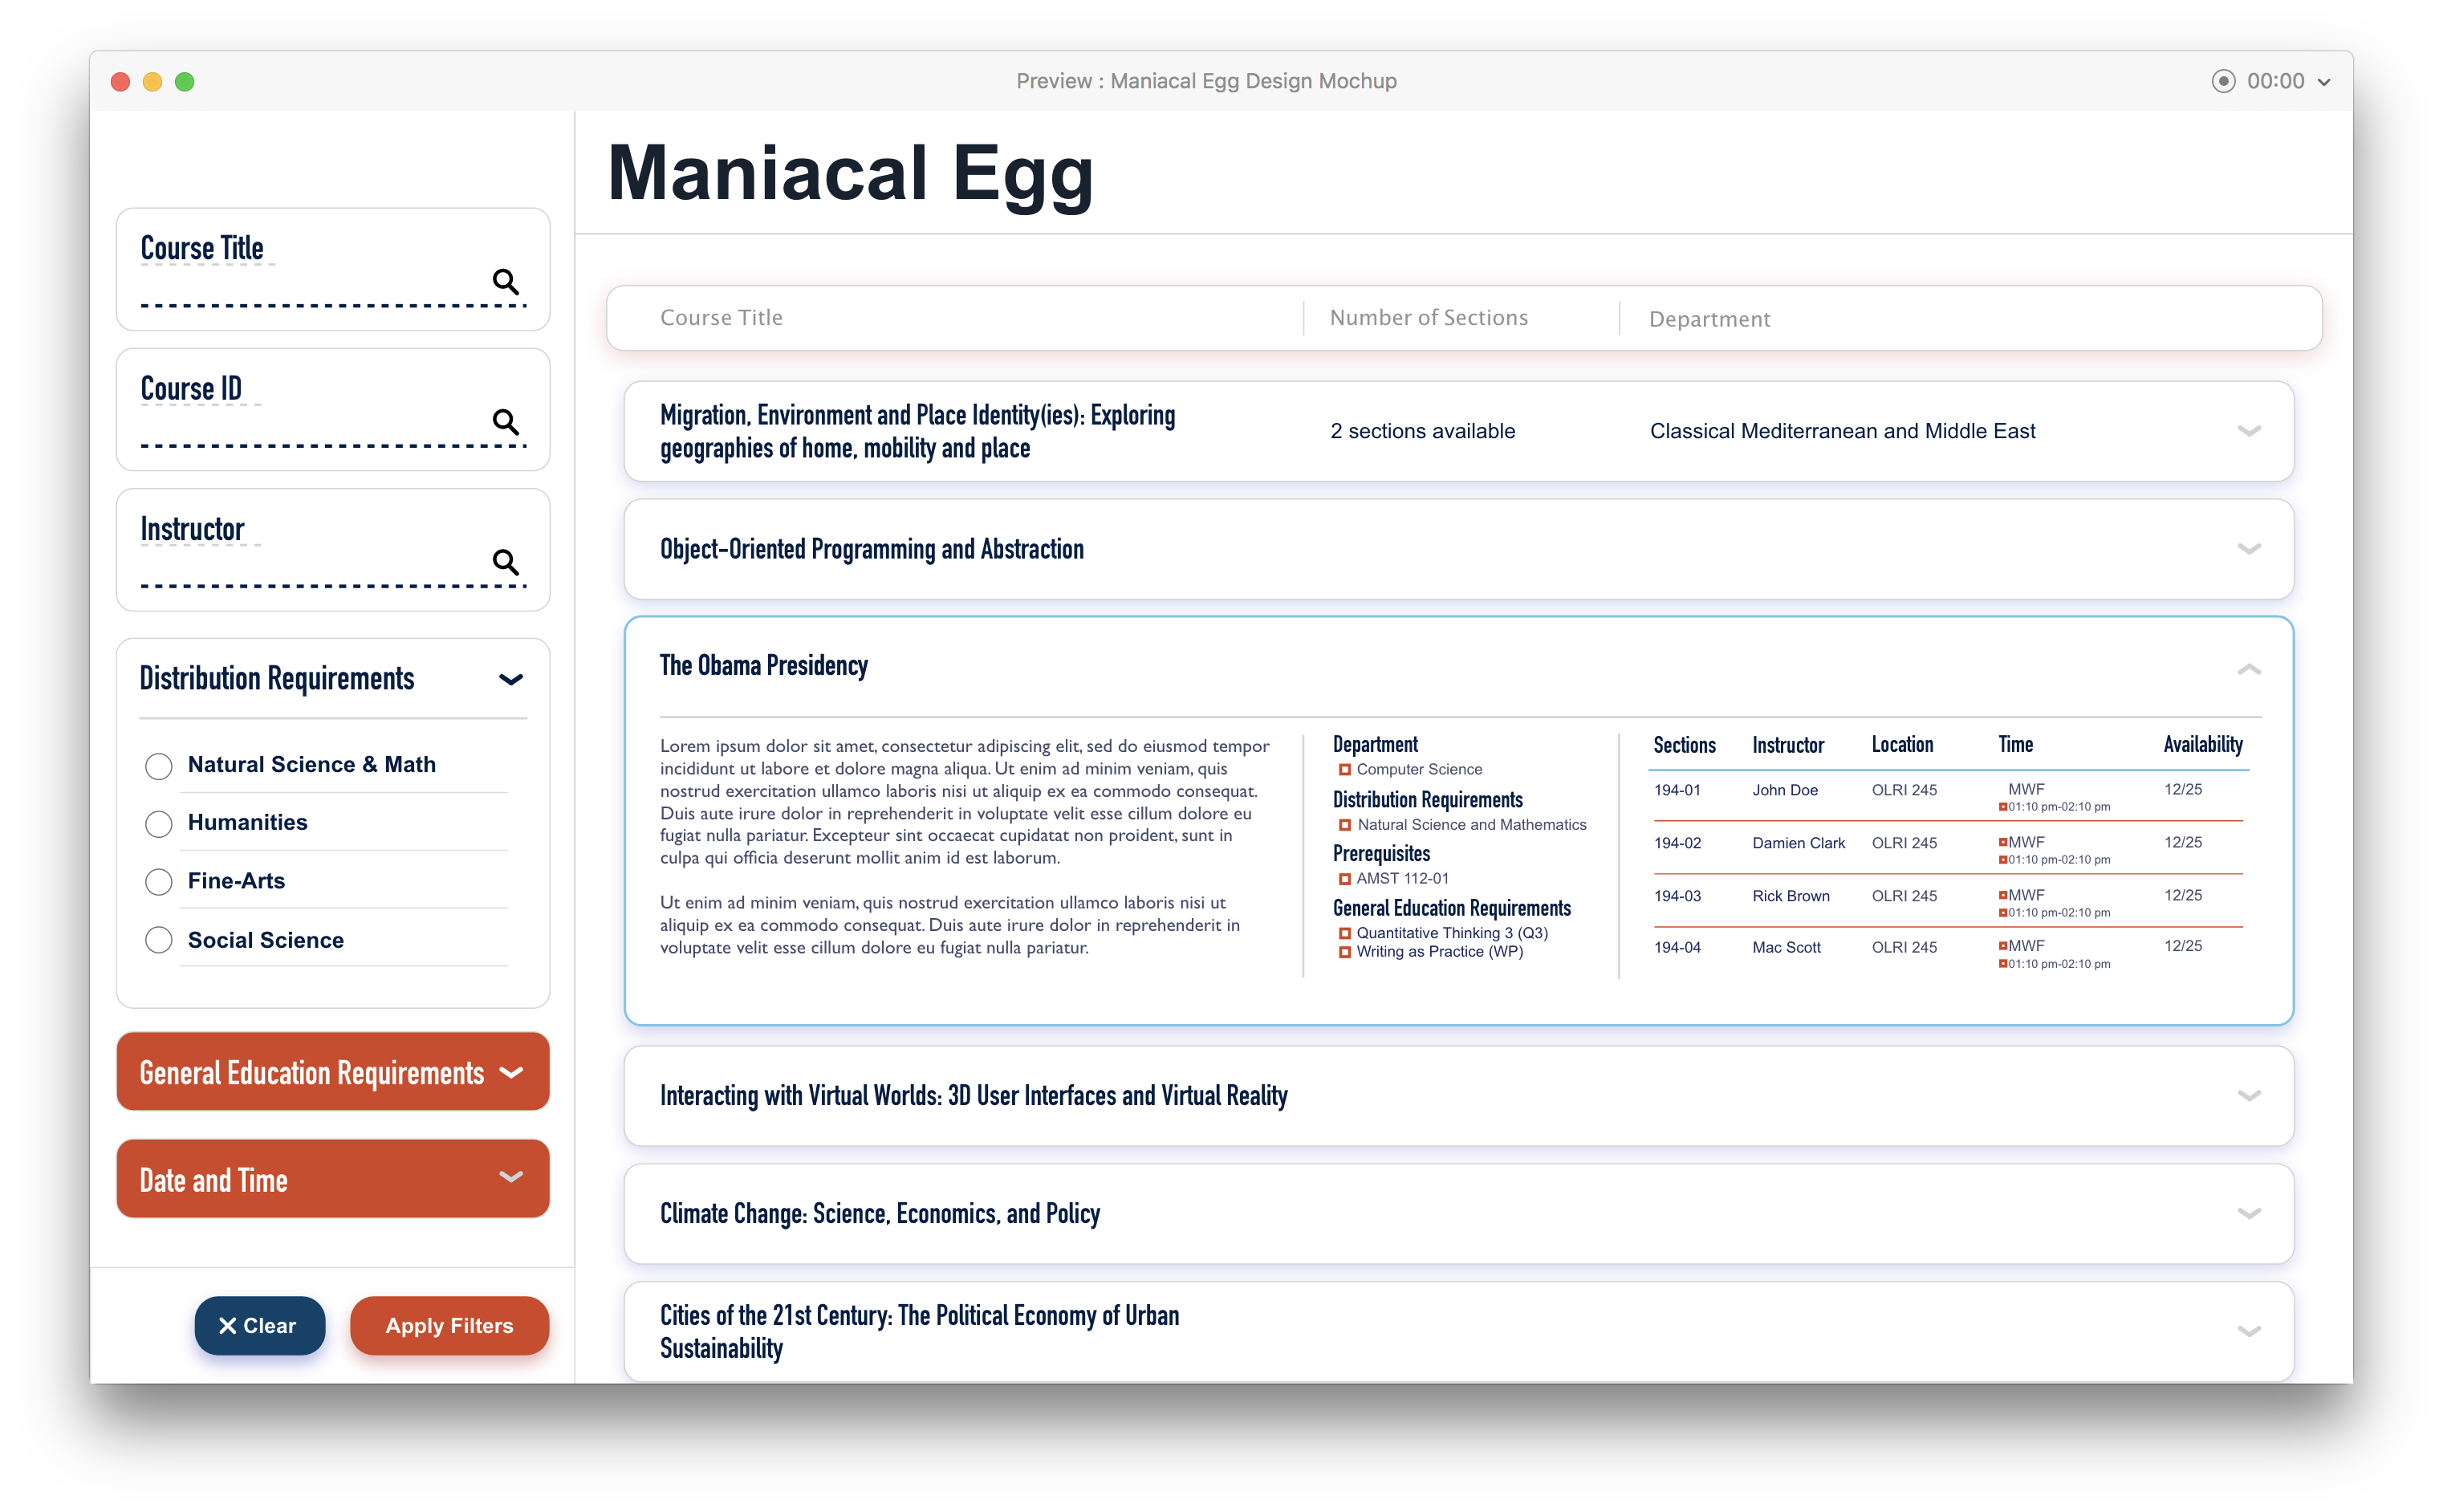 Preview : Maniacal Egg Design Mochup
00:00
Maniacal Egg
Course Title
Course ID
Instructor
Distribution Requirements
Natural Science & Math
Humanities
Fine-Arts
Social Science
General Education Requirements
Date and Time
Clear
Apply Filters
Course Title
Number of Sections
Department
Migration, Environment and Place Identity(ies): Exploring
geographies of home, mobility and place
2 sections available
Classical Mediterranean and Middle East
Object-Oriented Programming and Abstraction
The Obama Presidency
Lorem ipsum dolor sit amet, consectetur adipiscing elit, sed do eiusmod tempor
incididunt ut labore et dolore magna aliqua. Ut enim ad minim veniam, quis
nostrud exercitation ullamco laboris nisi ut aliquip ex ea commodo consequat.
Duis aute irure dolor in reprehenderit in voluptate velit esse cillum dolore eu
fugiat nulla pariatur. Excepteur sint occaecat cupidatat non proident, sunt in
culpa qui officia deserunt mollit anim id est laborum.
Ut enim ad minim veniam, quis nostrud exercitation ullamco laboris nisi ut
aliquip ex ea commodo consequat. Duis aute irure dolor in reprehenderit in
voluptate velit esse cillum dolore eu fugiat nulla pariatur.
Department
Computer Science
Distribution Requirements
Natural Science and Mathematics
Prerequisites
AMST 112-01
General Education Requirements
Quantitative Thinking 3 (Q3)
Writing as Practice (WP)
Sections Instructor Location Time Availability
194-01 John Doe OLRI 245 MWF 12/25
01:10 pm-02:10 pm
194-02 Damien Clark OLRI 245 MWF 12/25
01:10 pm-02:10 pm
194-03 Rick Brown OLRI 245 MWF 12/25
01:10 pm-02:10 pm
194-04 Mac Scott OLRI 245 MWF 12/25
01:10 pm-02:10 pm
Interacting with Virtual Worlds: 3D User Interfaces and Virtual Reality
Climate Change: Science, Economics, and Policy
Cities of the 21st Century: The Political Economy of Urban
Sustainability